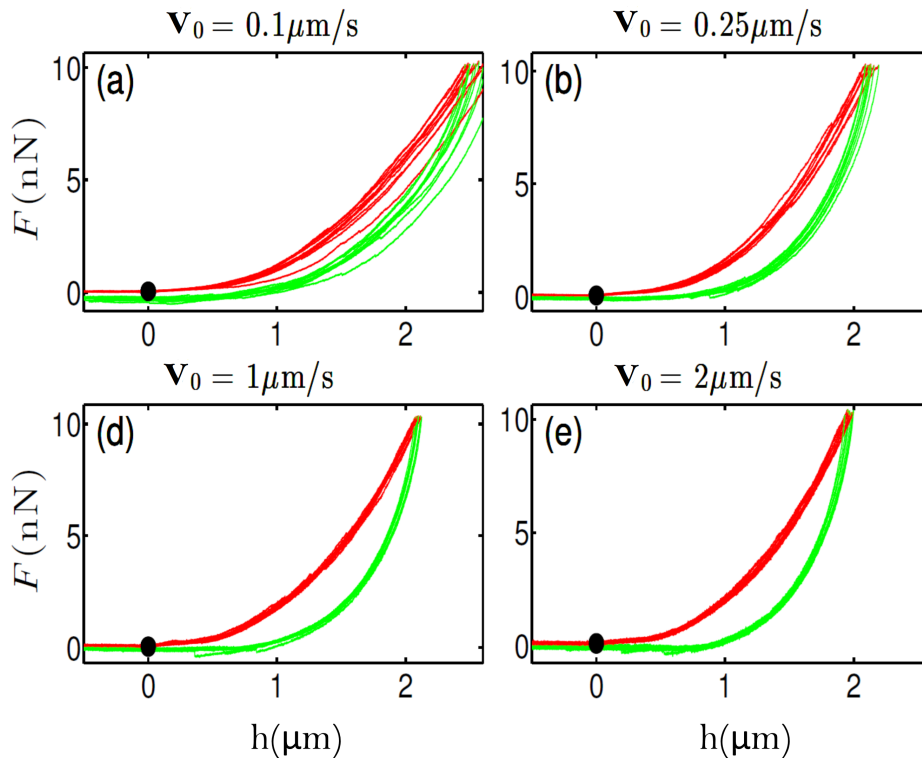 v₀ = 0.1μm/s
v₀ = 0.25μm/s
(a)
(b)
10
5
0
F(nN)
0 1 2
10
5
0
0 1 2
v₀ = 1μm/s
v₀ = 2μm/s
(d)
(e)
10
5
0
F(nN)
0 1 2
h(μm)
10
5
0
0 1 2
h(μm)